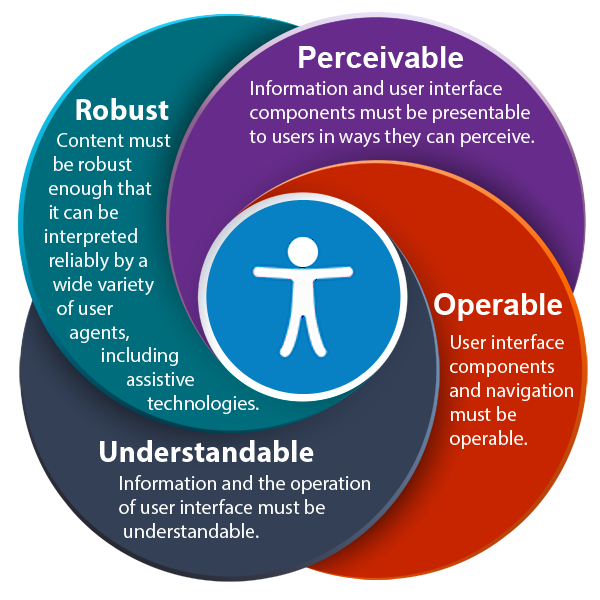 Perceivable
Information and user interface
components must be presentable
to users in ways they can perceive.
Operable
User interface
components
and navigation
must be
operable.
Understandable
Information and the operation
of user interface must be
understandable.
Robust
Content must
be robust
enough that
it can be
interpreted
reliably by a
wide variety
of user
agents,
including
assistive
technologies.